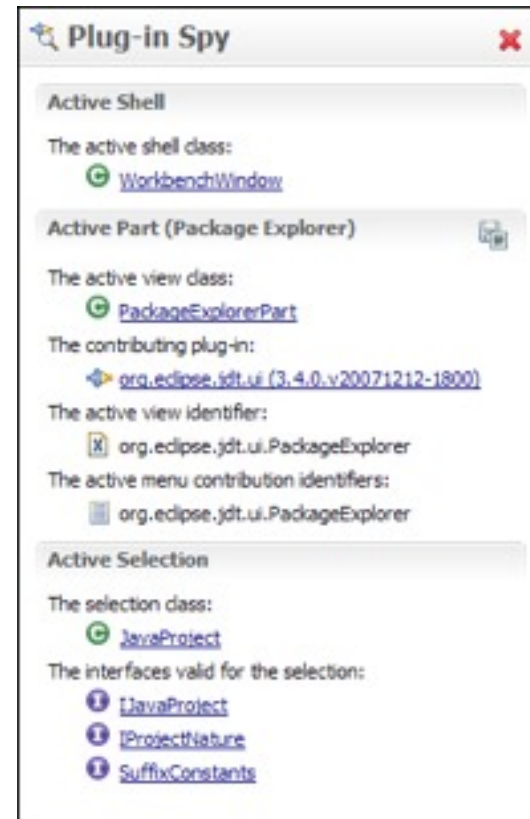 Plug-in Spy
Active Shell
The active shell class:
WorkbenchWindow
Active Part (Package Explorer)
The active view class:
PackageExplorerPart
The contributing plug-in:
org.eclipse.jdt.ui (3.4.0.v20071212-1800)
The active view identifier:
org.eclipse.jdt.ui.PackageExplorer
The active menu contribution identifiers:
org.eclipse.jdt.ui.PackageExplorer
Active Selection
The selection class:
JavaProject
The interfaces valid for the selection:
IJavaProject
IProjectNature
SuffixConstants